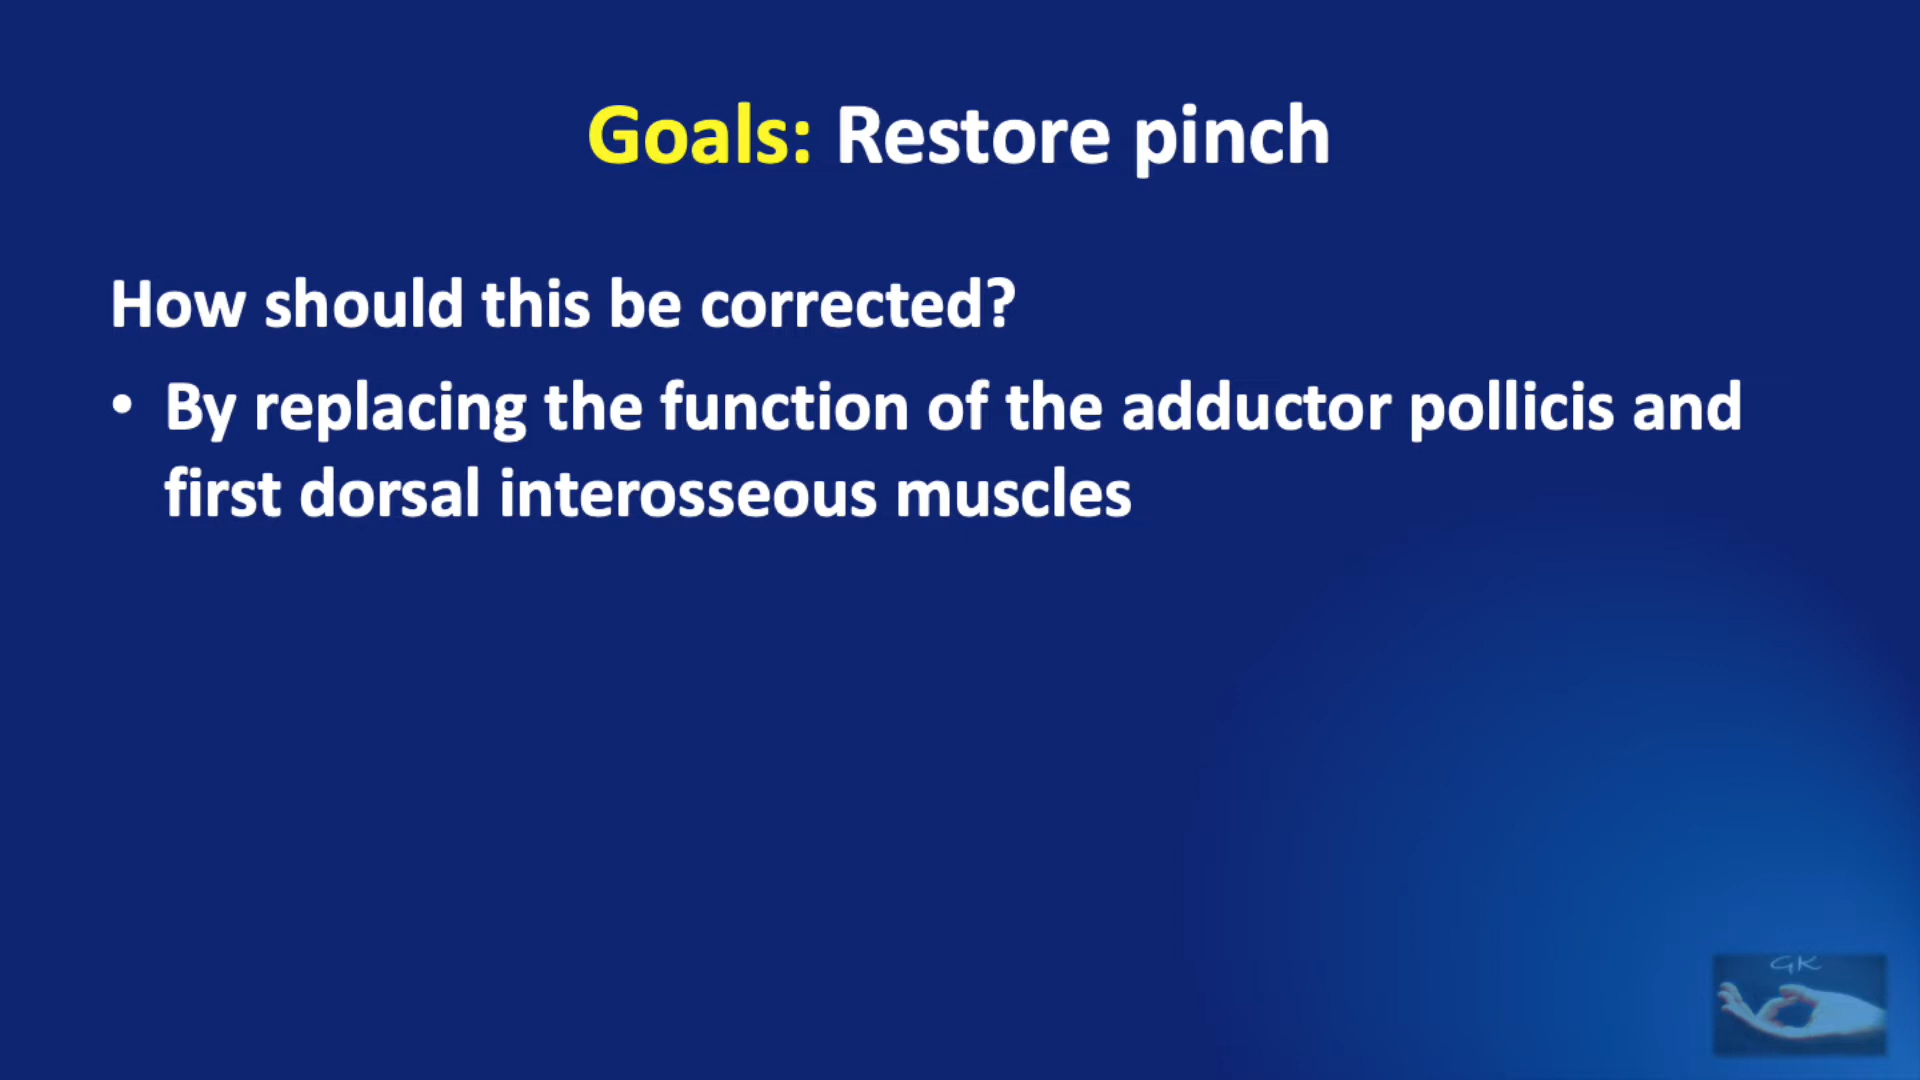 Goals: Restore pinch
How should this be corrected?
• By replacing the function of the adductor pollicis and
first dorsal interosseous muscles
GK